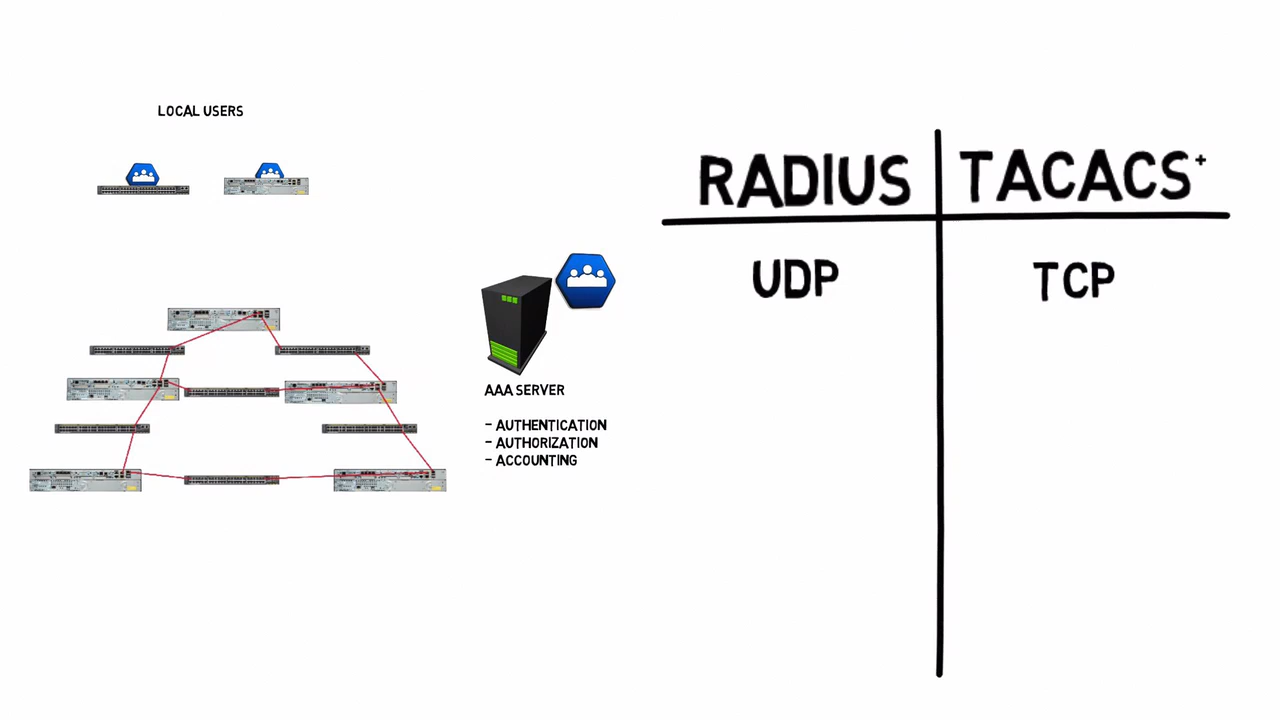 LOCAL USERS
AAA SERVER
- AUTHENTICATION
- AUTHORIZATION
- ACCOUNTING
RADIUS TACACS+
UDP TCP